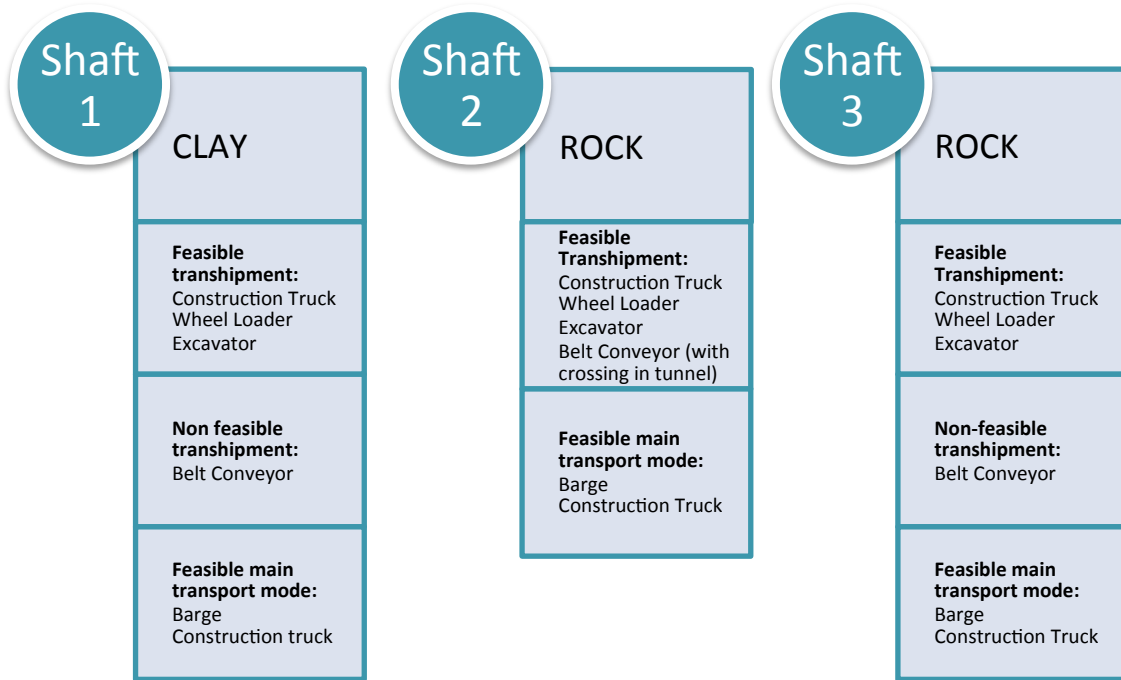 Shaft
1
CLAY
Feasible
transhipment:
Construction Truck
Wheel Loader
Excavator
Non feasible
transhipment:
Belt Conveyor
Feasible main
transport mode:
Barge
Construction truck
Shaft
2
ROCK
Feasible
Transhipment:
Construction Truck
Wheel Loader
Excavator
Belt Conveyor (with
crossing in tunnel)
Feasible main
transport mode:
Barge
Construction Truck
Shaft
3
ROCK
Feasible
Transhipment:
Construction Truck
Wheel Loader
Excavator
Non-feasible
transhipment:
Belt Conveyor
Feasible main
transport mode:
Barge
Construction Truck